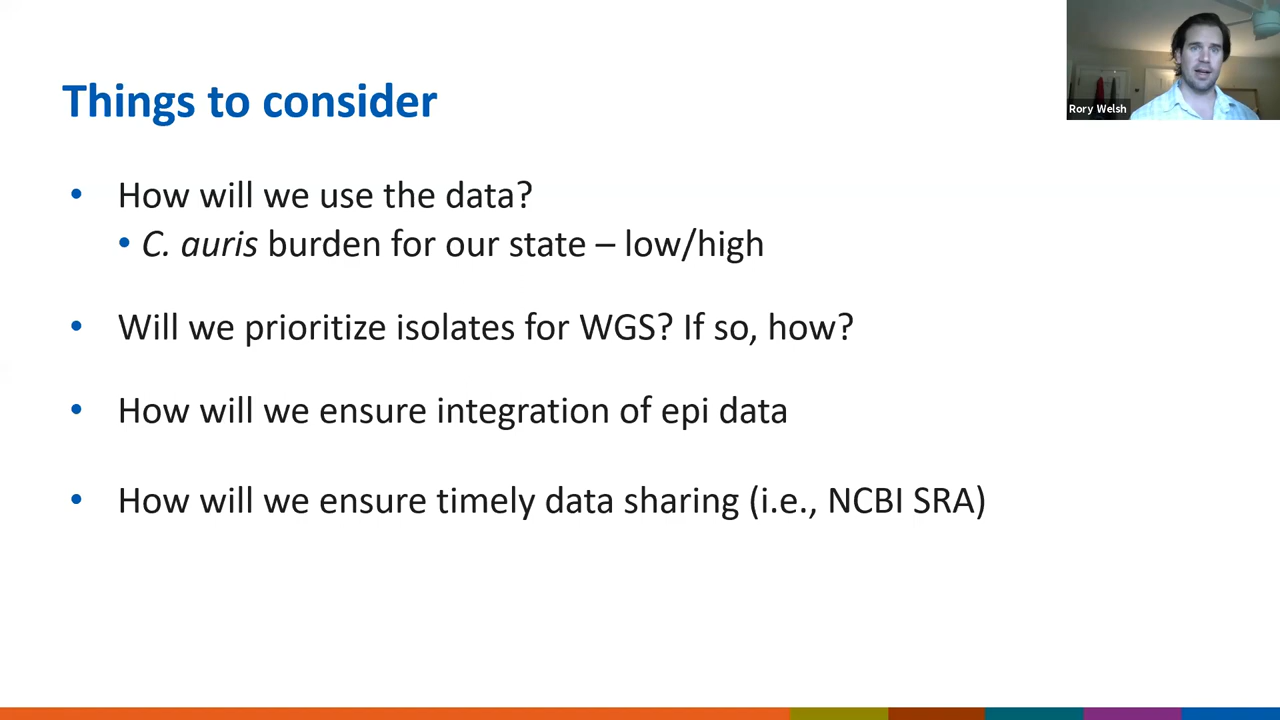 Things to consider
Rory Welsh
• How will we use the data?
• C. auris burden for our state – low/high
• Will we prioritize isolates for WGS? If so, how?
• How will we ensure integration of epi data
• How will we ensure timely data sharing (i.e., NCBI SRA)